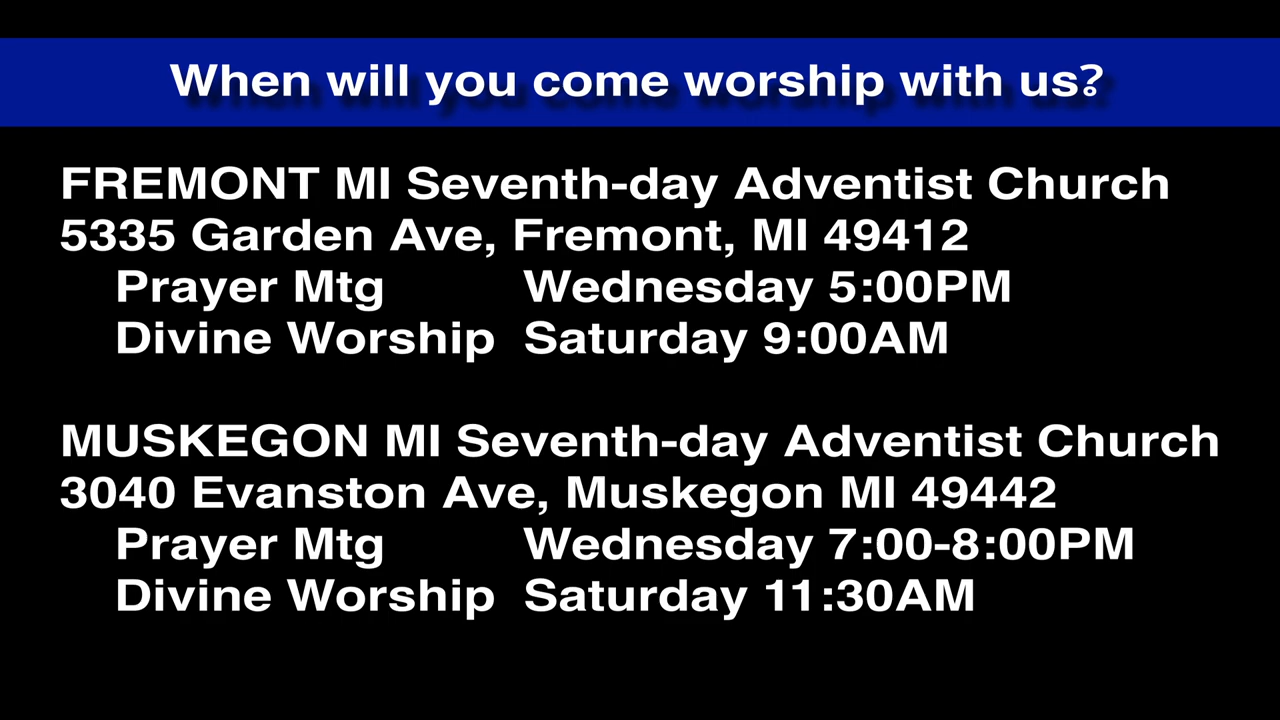 When will you come worship with us?
FREMONT MI Seventh-day Adventist Church
5335 Garden Ave, Fremont, MI 49412
Prayer Mtg Wednesday 5:00PM
Divine Worship Saturday 9:00AM
MUSKEGON MI Seventh-day Adventist Church
3040 Evanston Ave, Muskegon MI 49442
Prayer Mtg Wednesday 7:00-8:00PM
Divine Worship Saturday 11:30AM